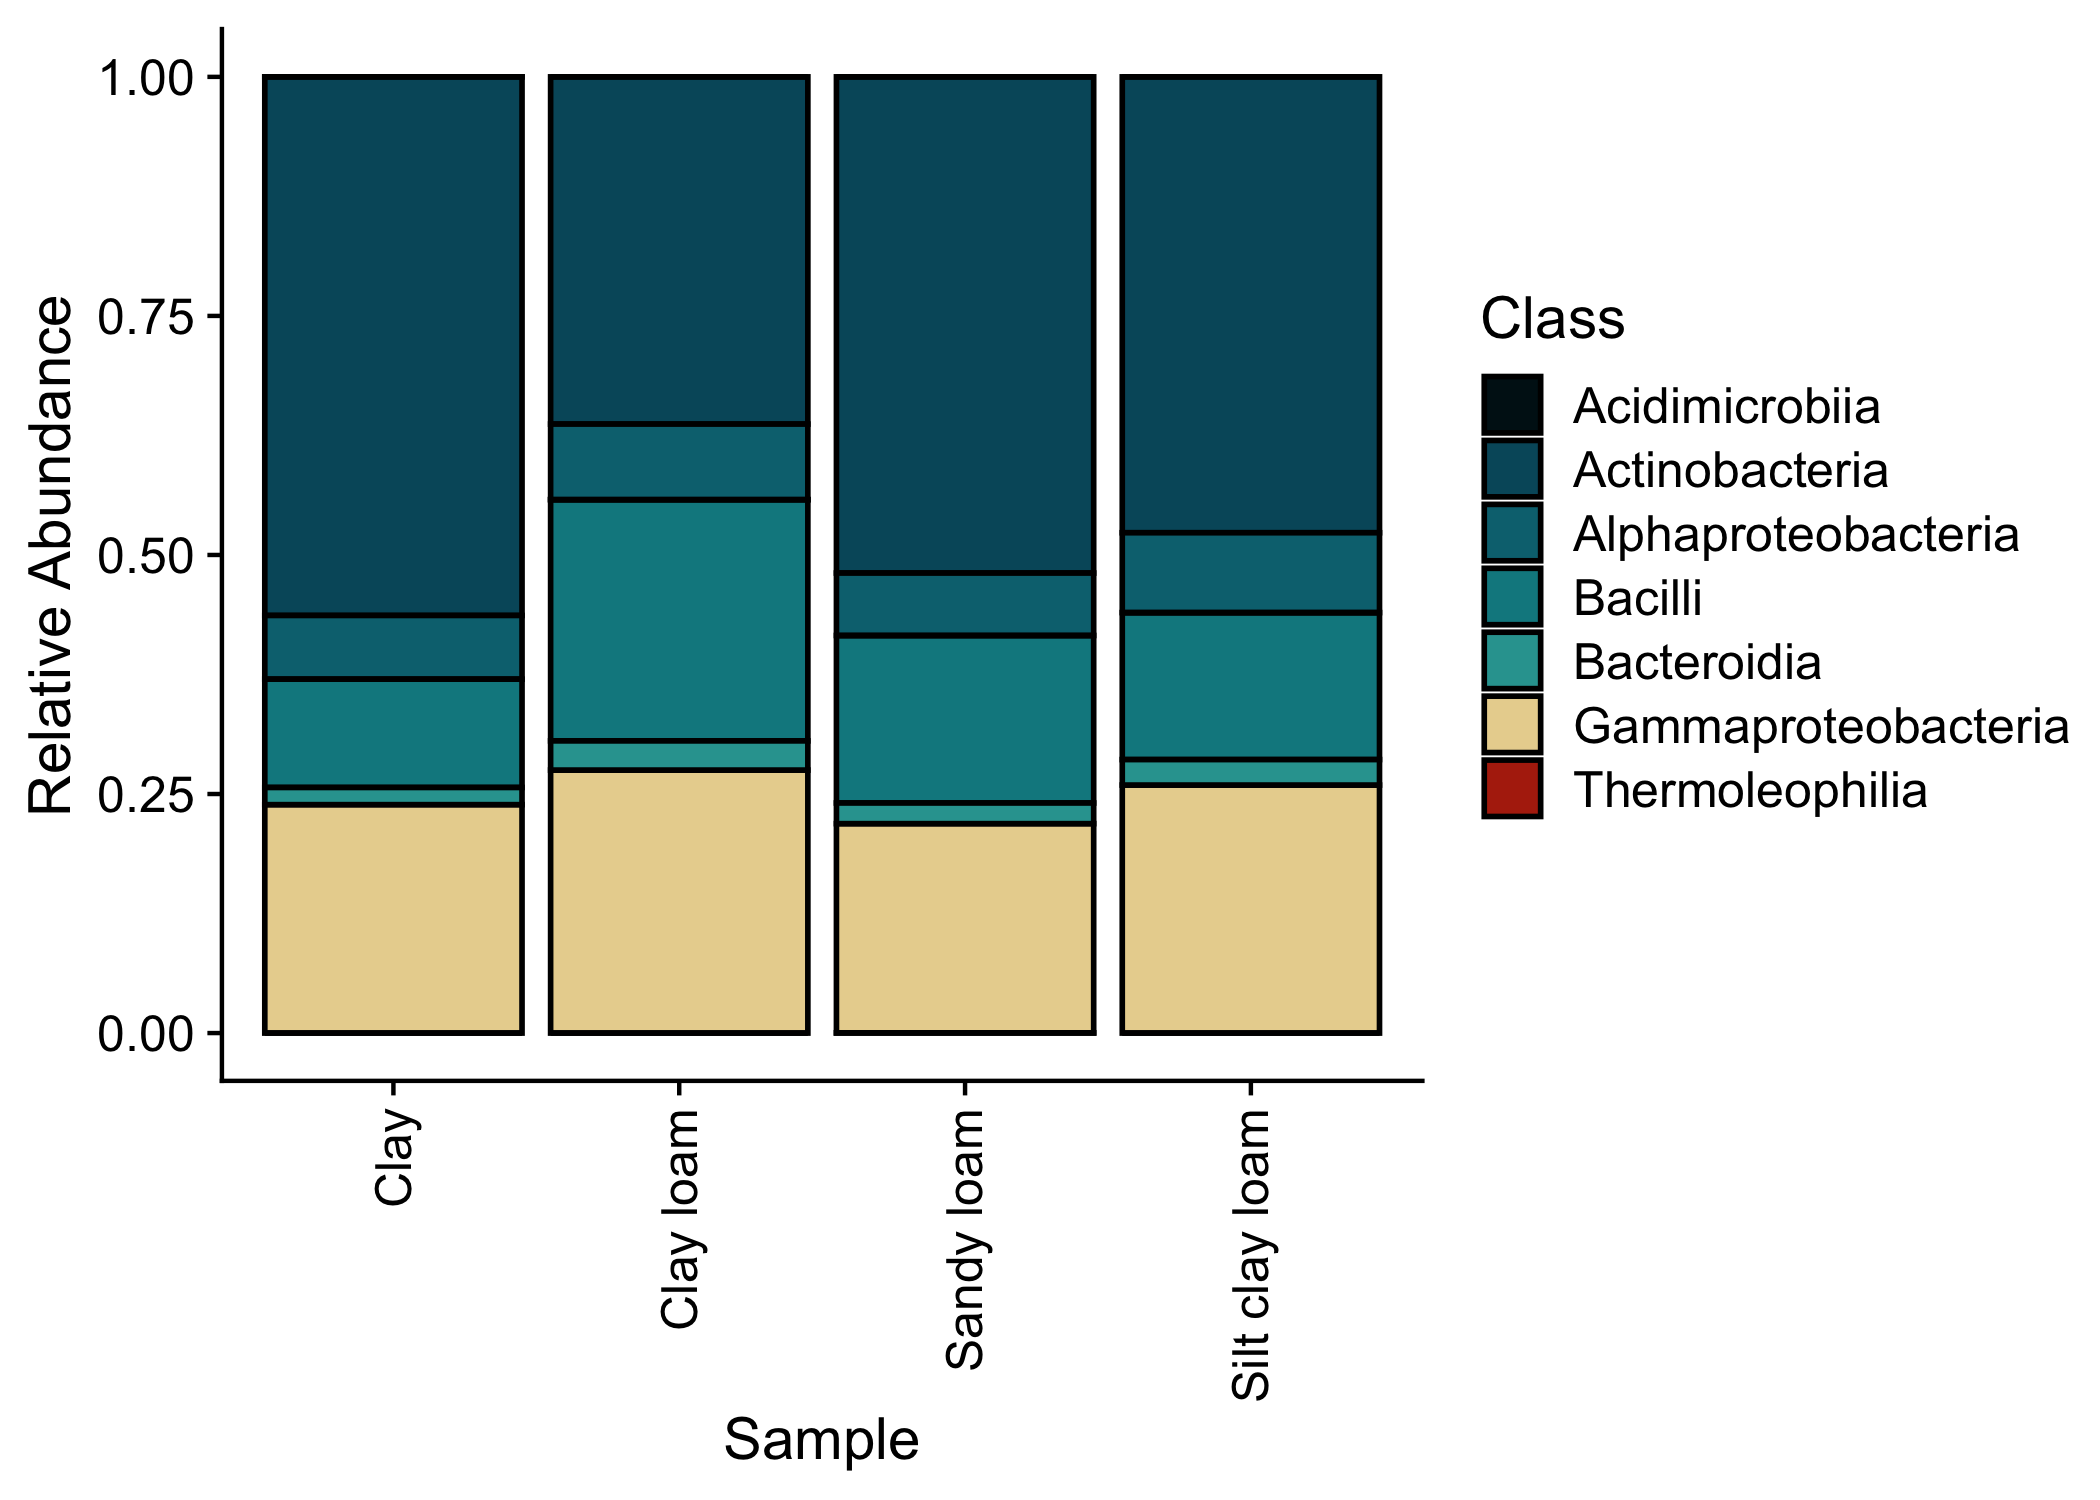 Relative Abundance
1.00
0.75
0.50
0.25
0.00
Clay
Clay loam
Sandy loam
Silt clay loam
Sample
Class
Acidimicrobiia
Actinobacteria
Alphaproteobacteria
Bacilli
Bacteroidia
Gammaproteobacteria
Thermoleophilia